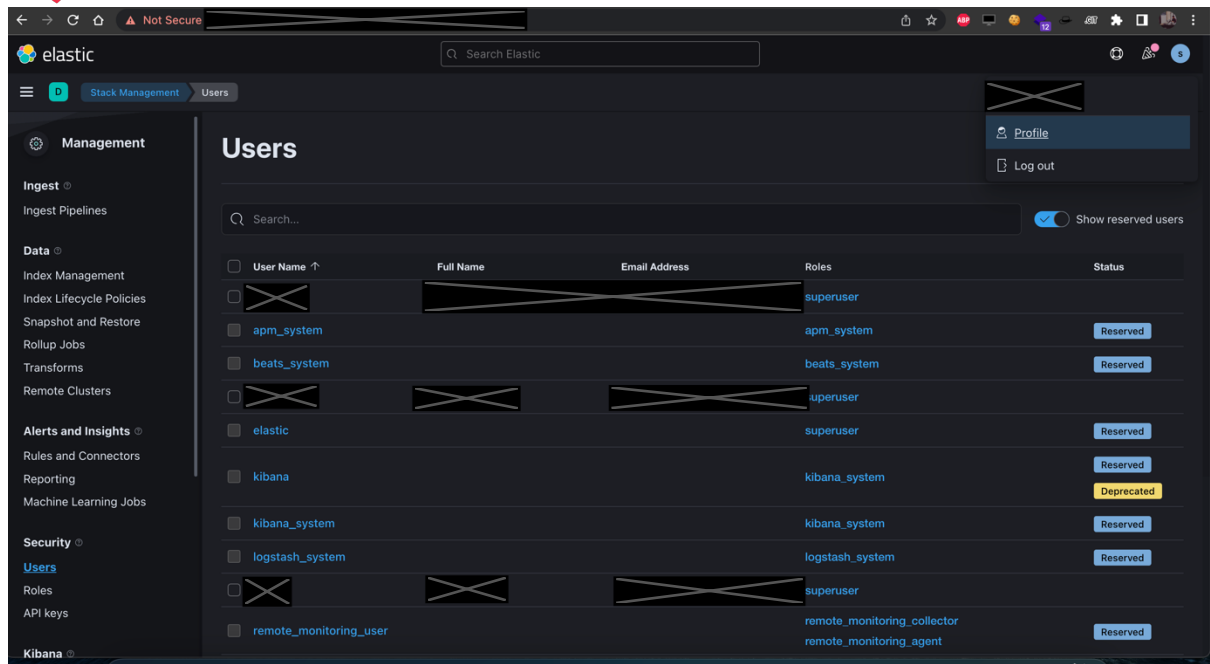 Not Secure
12
elastic
Search Elastic
s
D
Stack Management
Users
Profile
Log out
Management
Users
Ingest
Ingest Pipelines
Search...
Show reserved users
Data
Index Management
Index Lifecycle Policies
Snapshot and Restore
Rollup Jobs
Transforms
Remote Clusters
Alerts and Insights
Rules and Connectors
Reporting
Machine Learning Jobs
Security
Users
Roles
API keys
Kibana
User Name ↑ Full Name Email Address Roles Status
superuser
apm_system apm_system Reserved
beats_system beats_system Reserved
superuser
elastic superuser Reserved
kibana kibana_system Reserved
Deprecated
kibana_system kibana_system Reserved
logstash_system logstash_system Reserved
superuser
remote_monitoring_user remote_monitoring_collector Reserved
remote_monitoring_agent